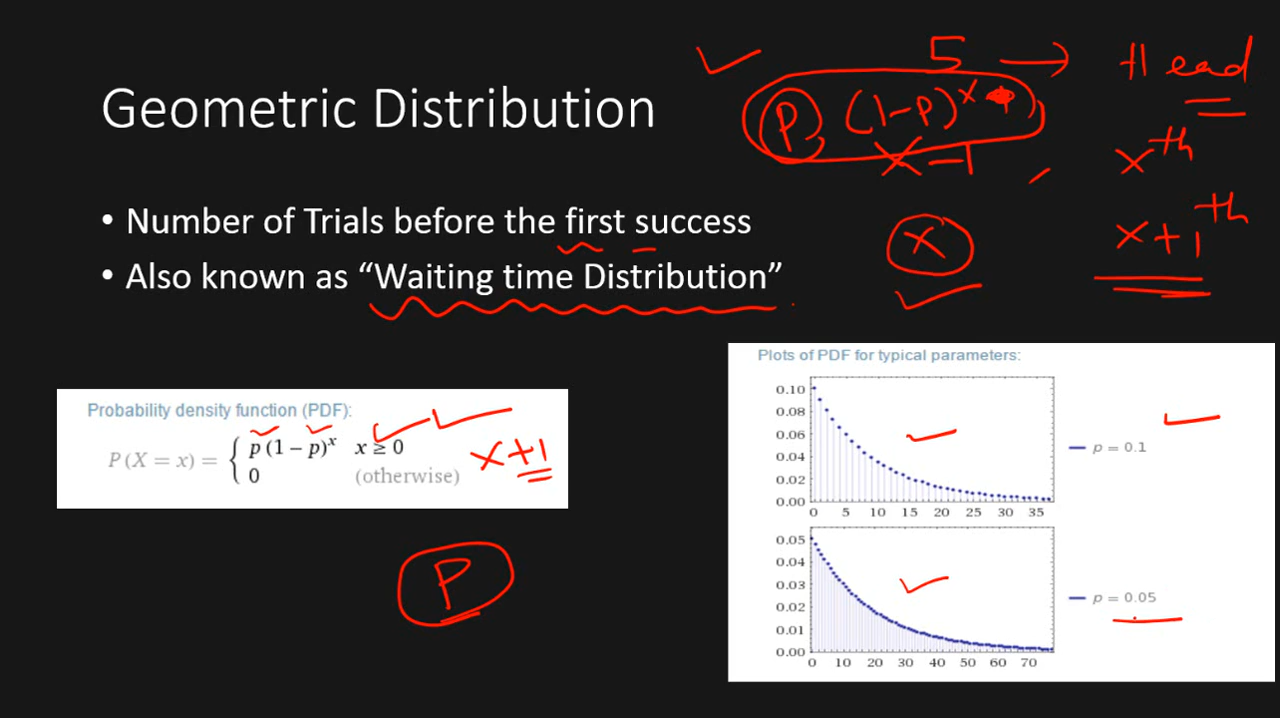 Geometric Distribution
5 → Head
P (1-P)^x
x-1 , x^th
• Number of Trials before the first success
x
x+1^th
• Also known as “Waiting time Distribution”
Probability density function (PDF):
P(X = x) = { p (1 − p)^x x ≥ 0
0 (otherwise)
x+1
P
Plots of PDF for typical parameters:
0.10
0.08
0.06
0.04
0.02
0.00
0 5 10 15 20 25 30 35
p = 0.1
0.05
0.04
0.03
0.02
0.01
0.00
0 10 20 30 40 50 60 70
p = 0.05